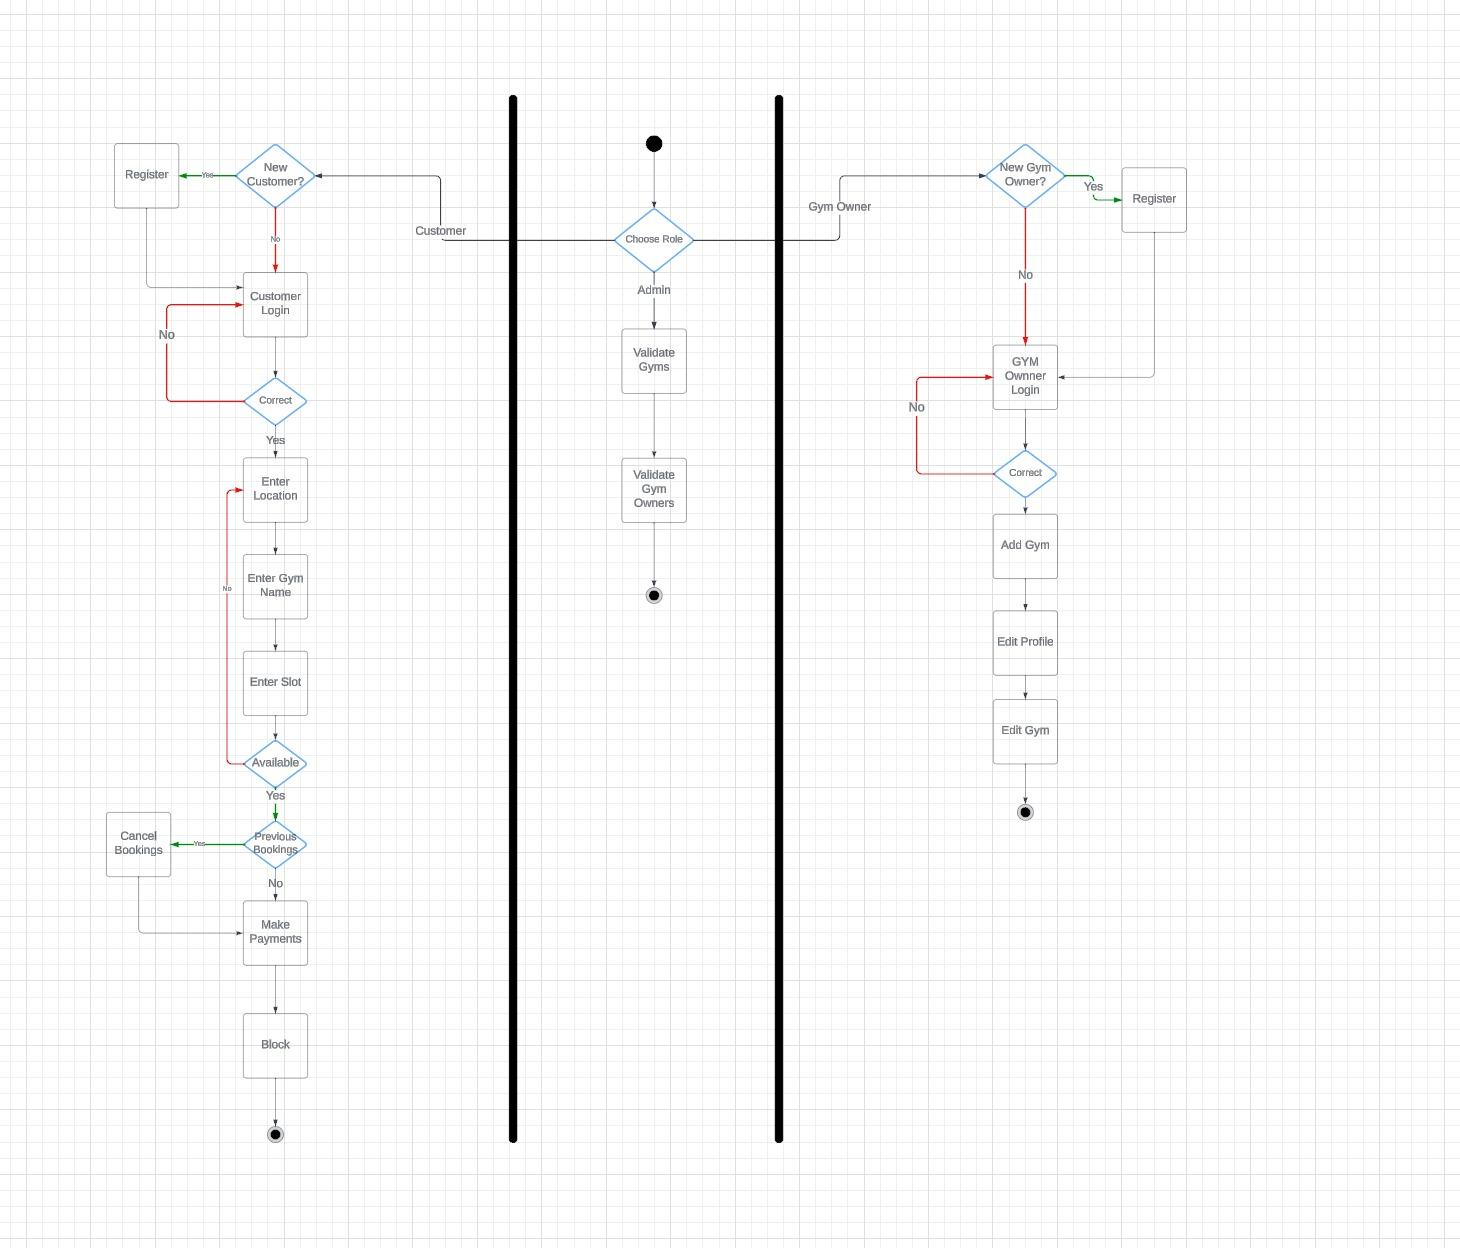 Register
Yes
New
Customer?
No
Customer
Login
No
Correct
Yes
Enter
Location
Enter Gym
Name
No
Enter Slot
Available
Yes
Previous
Bookings
Yes
Cancel
Bookings
No
Make
Payments
Block
Customer
Choose Role
Admin
Validate
Gyms
Validate
Gym
Owners
Gym Owner
New Gym
Owner?
Yes
Register
No
GYM
Ownner
Login
No
Correct
Add Gym
Edit Profile
Edit Gym